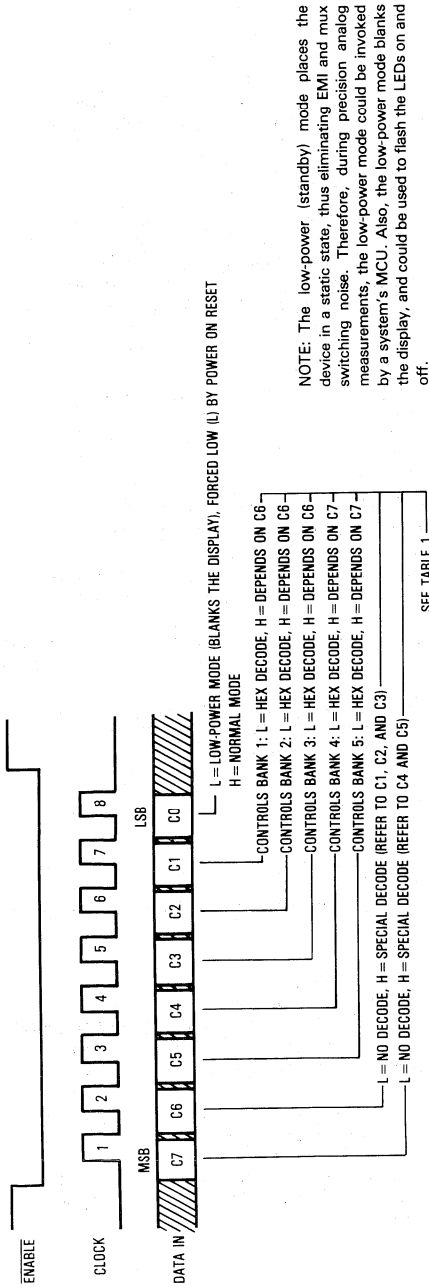 ENABLE
CLOCK
1 2 3 4 5 6 7 8
MSB LSB
DATA IN
C7 C6 C5 C4 C3 C2 C1 C0
L = LOW-POWER MODE (BLANKS THE DISPLAY), FORCED LOW (L) BY POWER ON RESET
H = NORMAL MODE
CONTROLS BANK 1: L = HEX DECODE, H = DEPENDS ON C6
CONTROLS BANK 2: L = HEX DECODE, H = DEPENDS ON C6
CONTROLS BANK 3: L = HEX DECODE, H = DEPENDS ON C6
CONTROLS BANK 4: L = HEX DECODE, H = DEPENDS ON C7
CONTROLS BANK 5: L = HEX DECODE, H = DEPENDS ON C7
L = NO DECODE, H = SPECIAL DECODE (REFER TO C1, C2, AND C3)
L = NO DECODE, H = SPECIAL DECODE (REFER TO C4 AND C5)
SEE TABLE 1
NOTE: The low-power (standby) mode places the
device in a static state, thus eliminating EMI and mux
switching noise. Therefore, during precision analog
measurements, the low-power mode could be invoked
by a system's MCU. Also, the low-power mode blanks
the display, and could be used to flash the LEDs on and
off.